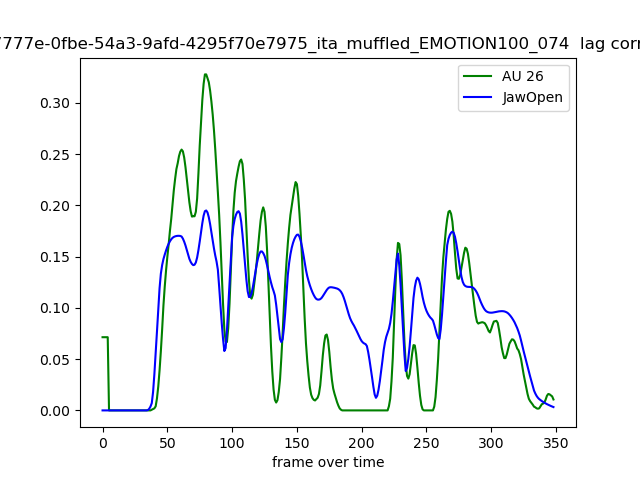 7777e-0fbe-54a3-9afd-4295f70e7975_ita_muffled_EMOTION100_074 lag corr
AU 26
JawOpen
0.30
0.25
0.20
0.15
0.10
0.05
0.00
0 50 100 150 200 250 300 350
frame over time